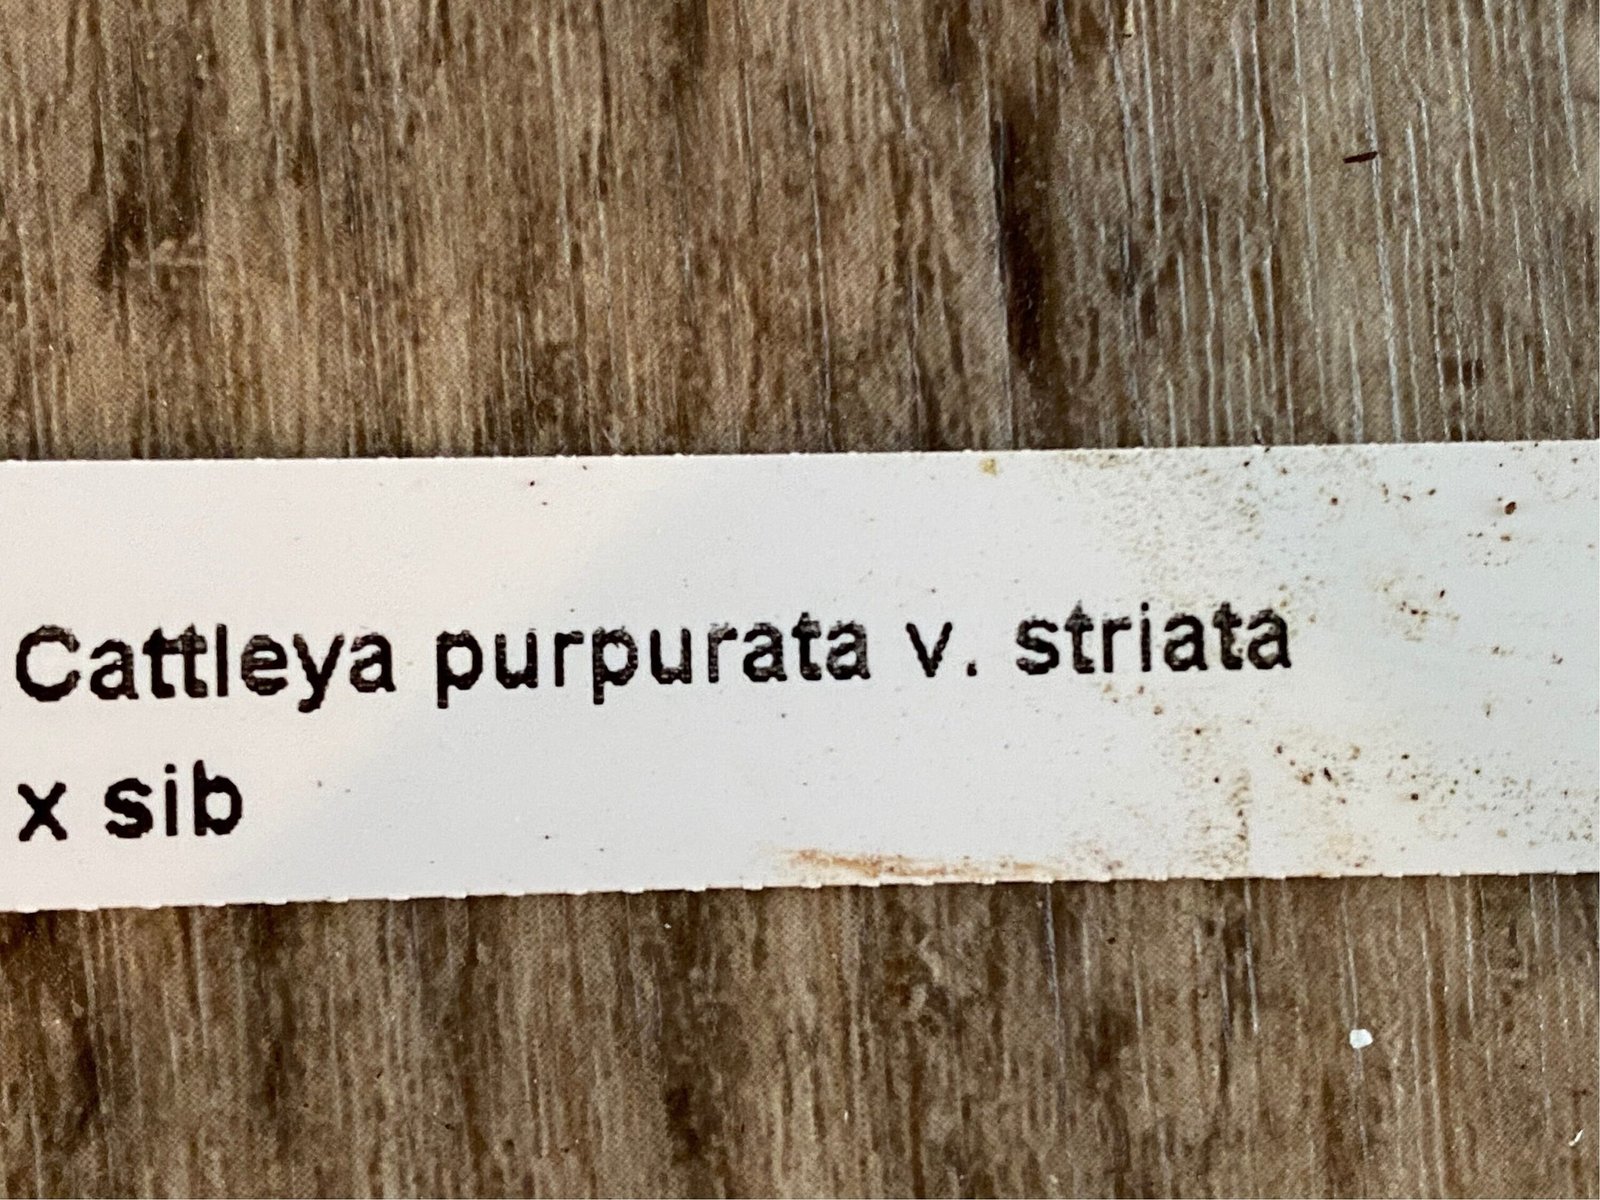 Cattleya purpurata v. striata
x sib